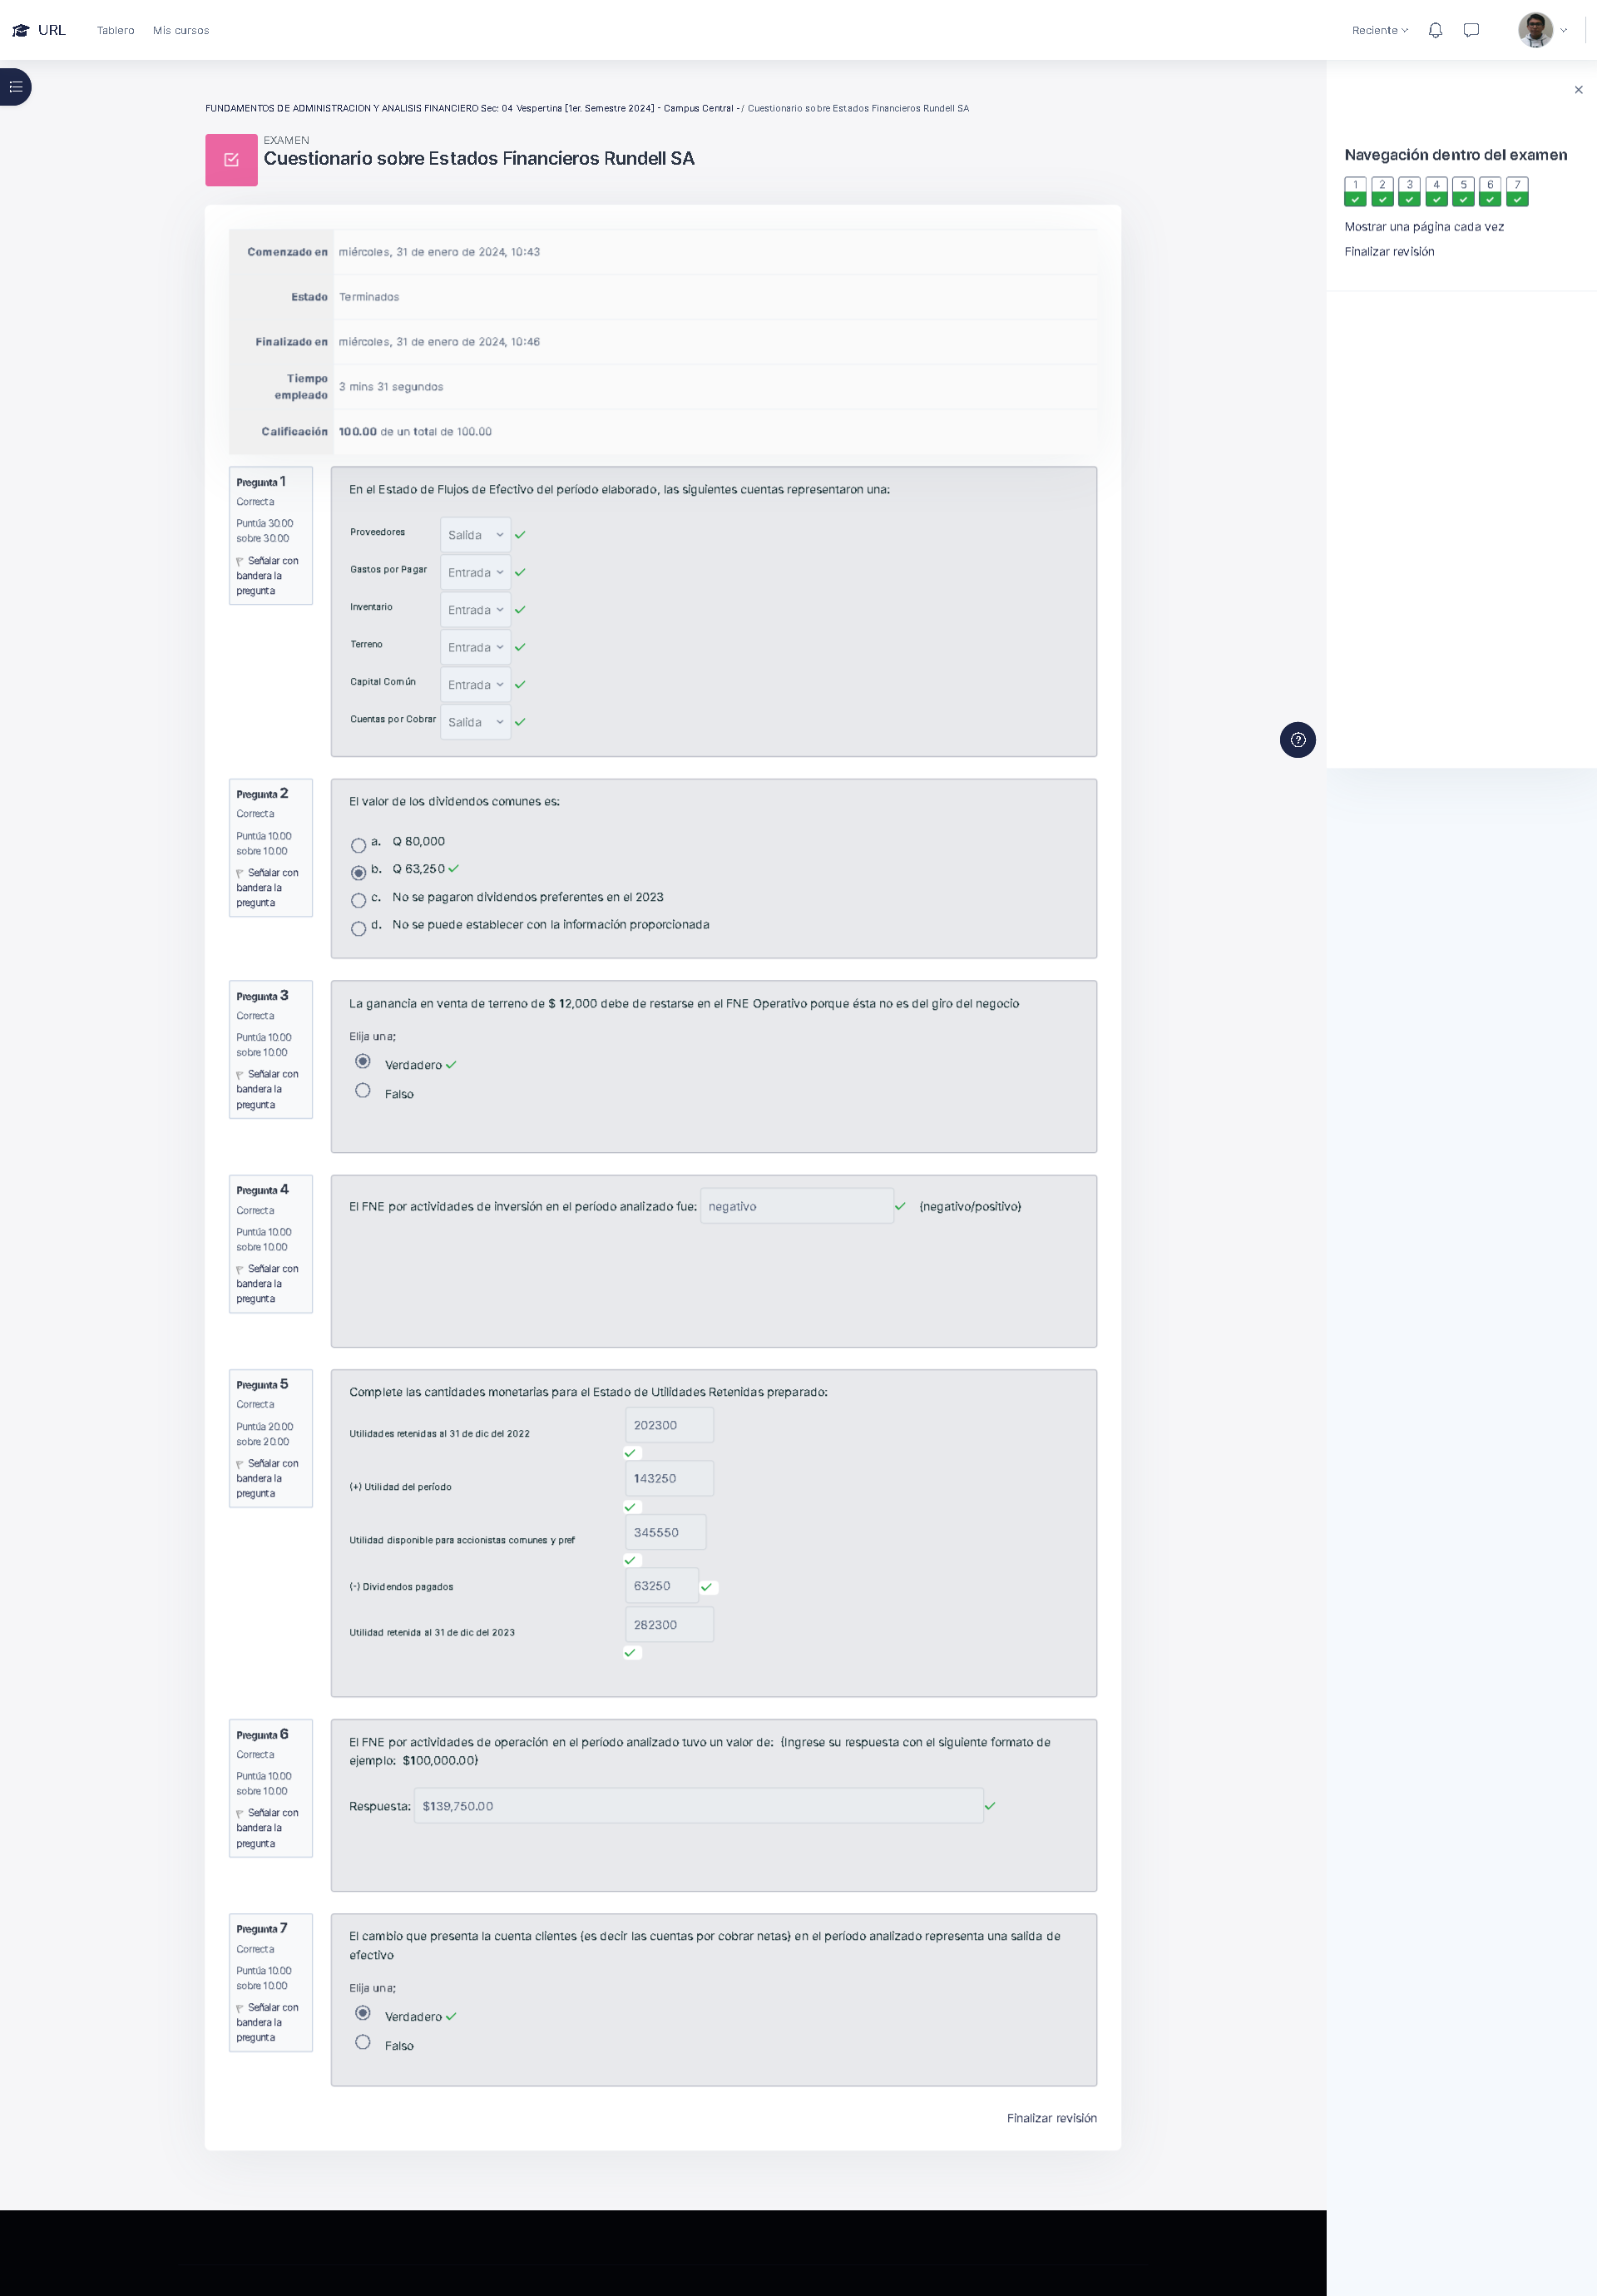 URL Tablero Mis cursos Reciente
FUNDAMENTOS DE ADMINISTRACION Y ANALISIS FINANCIERO Sec: 04 Vespertina [1er. Semestre 2024] - Campus Central - / Cuestionario sobre Estados Financieros Rundell SA
EXAMEN
Cuestionario sobre Estados Financieros Rundell SA
Navegación dentro del examen
1 2 3 4 5 6 7
Mostrar una página cada vez
Finalizar revisión
Comenzado en miércoles, 31 de enero de 2024, 10:43
Estado Terminados
Finalizado en miércoles, 31 de enero de 2024, 10:46
Tiempo
empleado
3 mins 31 segundos
Calificación 100.00 de un total de 100.00
Pregunta 1
Correcta
Puntúa 30.00
sobre 30.00
Señalar con
bandera la
pregunta
En el Estado de Flujos de Efectivo del período elaborado, las siguientes cuentas representaron una:
Proveedores Salida
Gastos por Pagar Entrada
Inventario Entrada
Terreno Entrada
Capital Común Entrada
Cuentas por Cobrar Salida
Pregunta 2
Correcta
Puntúa 10.00
sobre 10.00
Señalar con
bandera la
pregunta
El valor de los dividendos comunes es:
a. Q 80,000
b. Q 63,250
c. No se pagaron dividendos preferentes en el 2023
d. No se puede establecer con la información proporcionada
Pregunta 3
Correcta
Puntúa 10.00
sobre 10.00
Señalar con
bandera la
pregunta
La ganancia en venta de terreno de $ 12,000 debe de restarse en el FNE Operativo porque ésta no es del giro del negocio
Elija una;
Verdadero
Falso
Pregunta 4
Correcta
Puntúa 10.00
sobre 10.00
Señalar con
bandera la
pregunta
El FNE por actividades de inversión en el período analizado fue: negativo (negativo/positivo)
Pregunta 5
Correcta
Puntúa 20.00
sobre 20.00
Señalar con
bandera la
pregunta
Complete las cantidades monetarias para el Estado de Utilidades Retenidas preparado:
Utilidades retenidas al 31 de dic del 2022 202300
(+) Utilidad del período 143250
Utilidad disponible para accionistas comunes y pref 345550
(-) Dividendos pagados 63250
Utilidad retenida al 31 de dic del 2023 282300
Pregunta 6
Correcta
Puntúa 10.00
sobre 10.00
Señalar con
bandera la
pregunta
El FNE por actividades de operación en el período analizado tuvo un valor de: (Ingrese su respuesta con el siguiente formato de
ejemplo: $100,000.00)
Respuesta: $139,750.00
Pregunta 7
Correcta
Puntúa 10.00
sobre 10.00
Señalar con
bandera la
pregunta
El cambio que presenta la cuenta clientes (es decir las cuentas por cobrar netas) en el período analizado representa una salida de
efectivo
Elija una;
Verdadero
Falso
Finalizar revisión